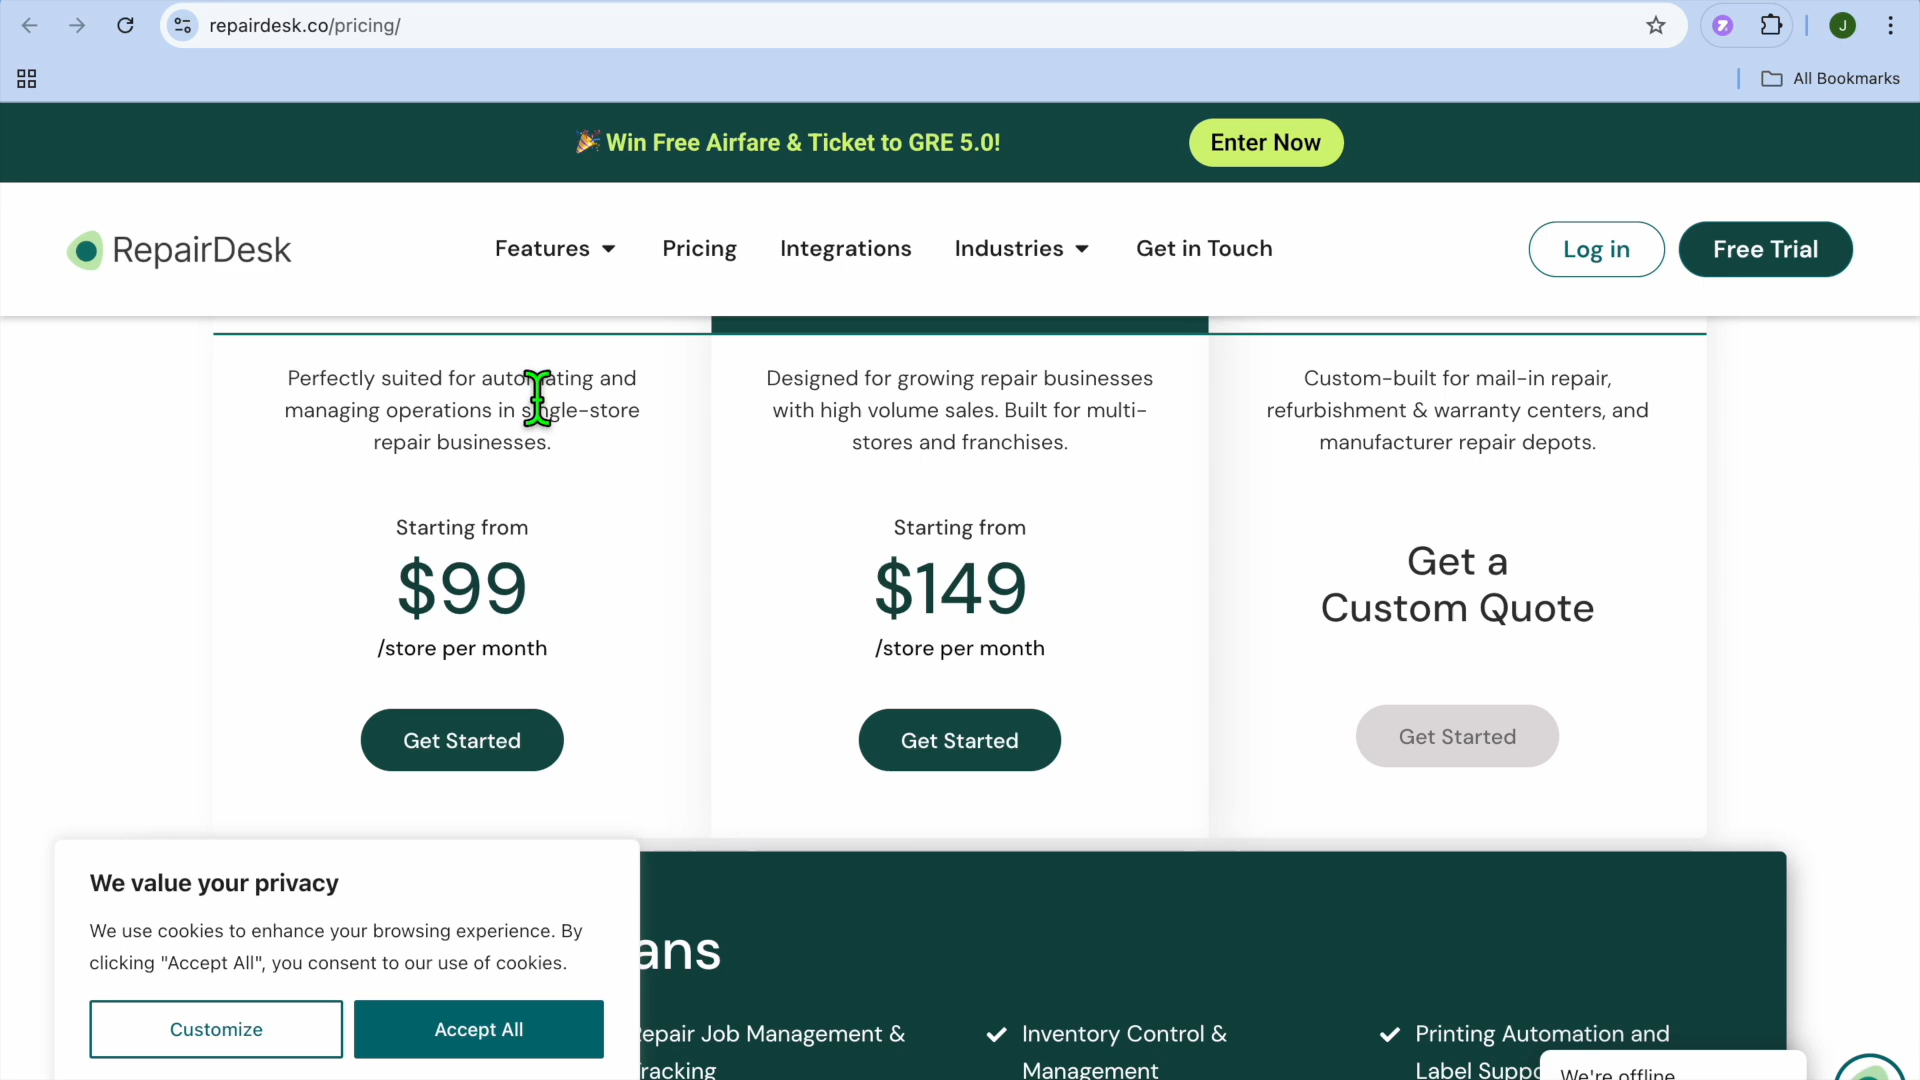 repairdesk.co/pricing/
J
All Bookmarks
Win Free Airfare & Ticket to GRE 5.0!
Enter Now
RepairDesk
Features
Pricing
Integrations
Industries
Get in Touch
Log in
Free Trial
Perfectly suited for automating and
managing operations in single-store
repair businesses.
Starting from
$99
/store per month
Get Started
Designed for growing repair businesses
with high volume sales. Built for multi-
stores and franchises.
Starting from
$149
/store per month
Get Started
Custom-built for mail-in repair,
refurbishment & warranty centers, and
manufacturer repair depots.
Get a
Custom Quote
Get Started
We value your privacy
We use cookies to enhance your browsing experience. By
clicking "Accept All", you consent to our use of cookies.
Customize
Accept All
ans
epair Job Management &
racking
Inventory Control &
Management
Printing Automation and
Label Suppo
We're offline